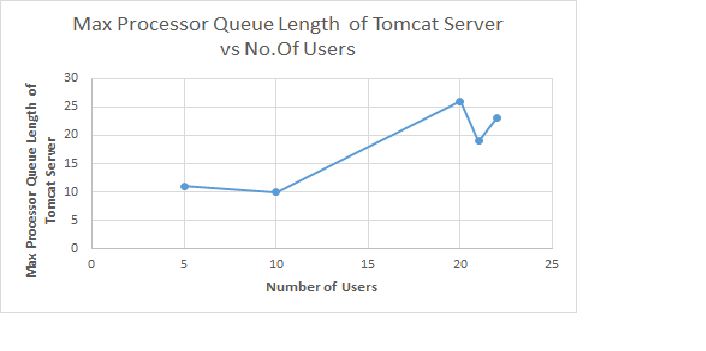 Max Processor Queue Length of Tomcat Server
vs No.Of Users
Max Processor Queue Length of
Tomcat Server
30
25
20
15
10
5
0
0 5 10 15 20 25
Number of Users